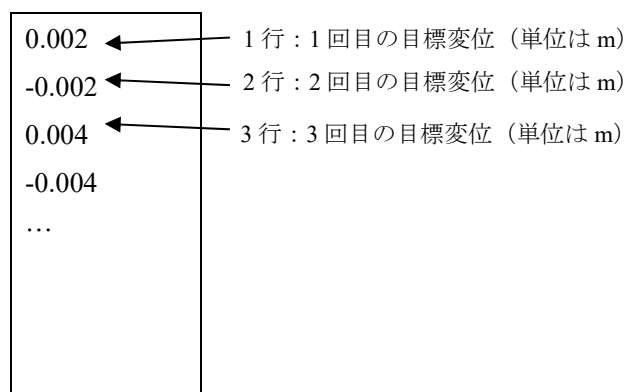 0.002 1 行：1 回目の目標変位（単位は m）
-0.002 2 行：2 回目の目標変位（単位は m）
0.004 3 行：3 回目の目標変位（単位は m）
-0.004
…